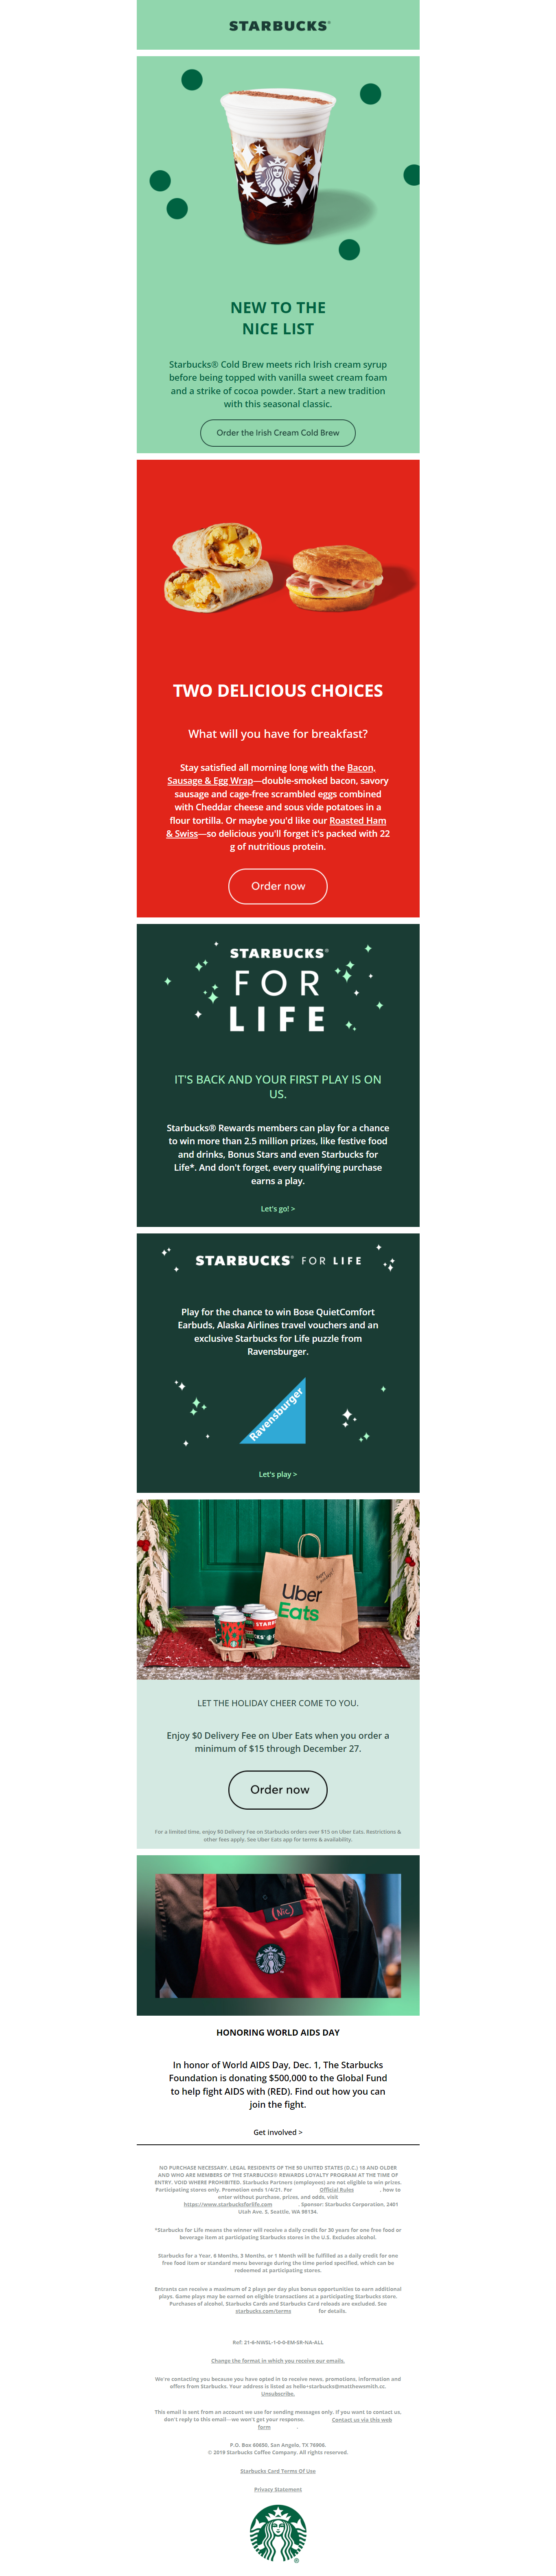 STARBUCKS®
NEW TO THE
NICE LIST
Starbucks® Cold Brew meets rich Irish cream syrup
before being topped with vanilla sweet cream foam
and a strike of cocoa powder. Start a new tradition
with this seasonal classic.
Order the Irish Cream Cold Brew
TWO DELICIOUS CHOICES
What will you have for breakfast?
Stay satisfied all morning long with the Bacon,
Sausage & Egg Wrap—double-smoked bacon, savory
sausage and cage-free scrambled eggs combined
with Cheddar cheese and sous vide potatoes in a
flour tortilla. Or maybe you'd like our Roasted Ham
& Swiss—so delicious you'll forget it's packed with 22
g of nutritious protein.
Order now
STARBUCKS®
FOR
LIFE
IT'S BACK AND YOUR FIRST PLAY IS ON
US.
Starbucks® Rewards members can play for a chance
to win more than 2.5 million prizes, like festive food
and drinks, Bonus Stars and even Starbucks for
Life*. And don't forget, every qualifying purchase
earns a play.
Let's go! >
STARBUCKS® FOR LIFE
Play for the chance to win Bose QuietComfort
Earbuds, Alaska Airlines travel vouchers and an
exclusive Starbucks for Life puzzle from
Ravensburger.
Ravensburger
Let's play >
Uber
Eats
LET THE HOLIDAY CHEER COME TO YOU.
Enjoy $0 Delivery Fee on Uber Eats when you order a
minimum of $15 through December 27.
Order now
For a limited time, enjoy $0 Delivery Fee on Starbucks orders over $15 on Uber Eats. Restrictions &
other fees apply. See Uber Eats app for terms & availability.
(Nic)
HONORING WORLD AIDS DAY
In honor of World AIDS Day, Dec. 1, The Starbucks
Foundation is donating $500,000 to the Global Fund
to help fight AIDS with (RED). Find out how you can
join the fight.
Get involved >
NO PURCHASE NECESSARY. LEGAL RESIDENTS OF THE 50 UNITED STATES (D.C.) 18 AND OLDER
AND WHO ARE MEMBERS OF THE STARBUCKS® REWARDS LOYALTY PROGRAM AT THE TIME OF
ENTRY. VOID WHERE PROHIBITED. Starbucks Partners (employees) are not eligible to win prizes.
Participating stores only. Promotion ends 1/4/21. For Official Rules, how to
enter without purchase, prizes, and odds, visit
https://www.starbucksforlife.com. Sponsor: Starbucks Corporation, 2401
Utah Ave. S, Seattle, WA 98134.
*Starbucks for Life means the winner will receive a daily credit for 30 years for one free food or
beverage item at participating Starbucks stores in the U.S. Excludes alcohol.
Starbucks for a Year, 6 Months, 3 Months, or 1 Month will be fulfilled as a daily credit for one
free food item or standard menu beverage during the time period specified, which can be
redeemed at participating stores.
Entrants can receive a maximum of 2 plays per day plus bonus opportunities to earn additional
plays. Game plays may be earned on eligible transactions at a participating Starbucks store.
Purchases of alcohol, Starbucks Cards and Starbucks Card reloads are excluded. See
starbucks.com/terms for details.
Ref: 21-6-NWSL-1-0-0-EM-SR-NA-ALL
Change the format in which you receive our emails.
We're contacting you because you have opted in to receive news, promotions, information and
offers from Starbucks. Your address is listed as hello+starbucks@matthewsmith.cc.
Unsubscribe.
This email is sent from an account we use for sending messages only. If you want to contact us,
don't reply to this email—we won't get your response. Contact us via this web
form.
P.O. Box 60650, San Angelo, TX 76906.
© 2019 Starbucks Coffee Company. All rights reserved.
Starbucks Card Terms Of Use
Privacy Statement